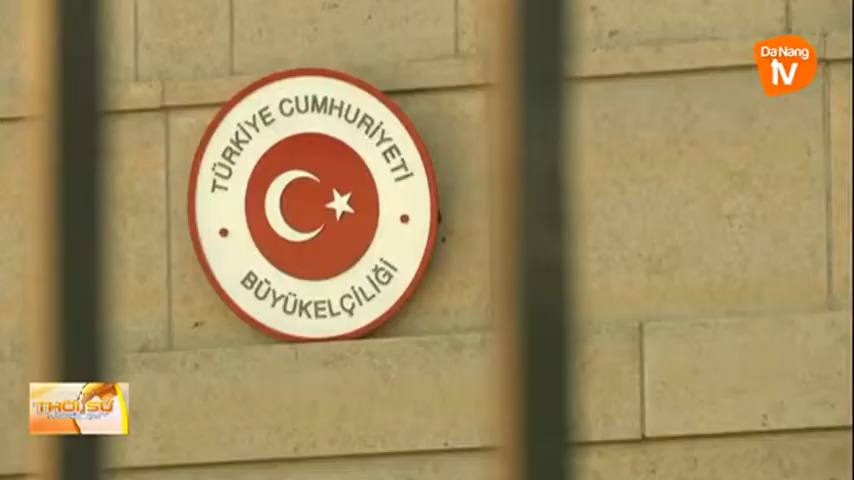 Da Nang
TV
TÜRKİYE CUMHURİYETİ
BÜYÜKELÇİLİĞİ
THỜI SỰ